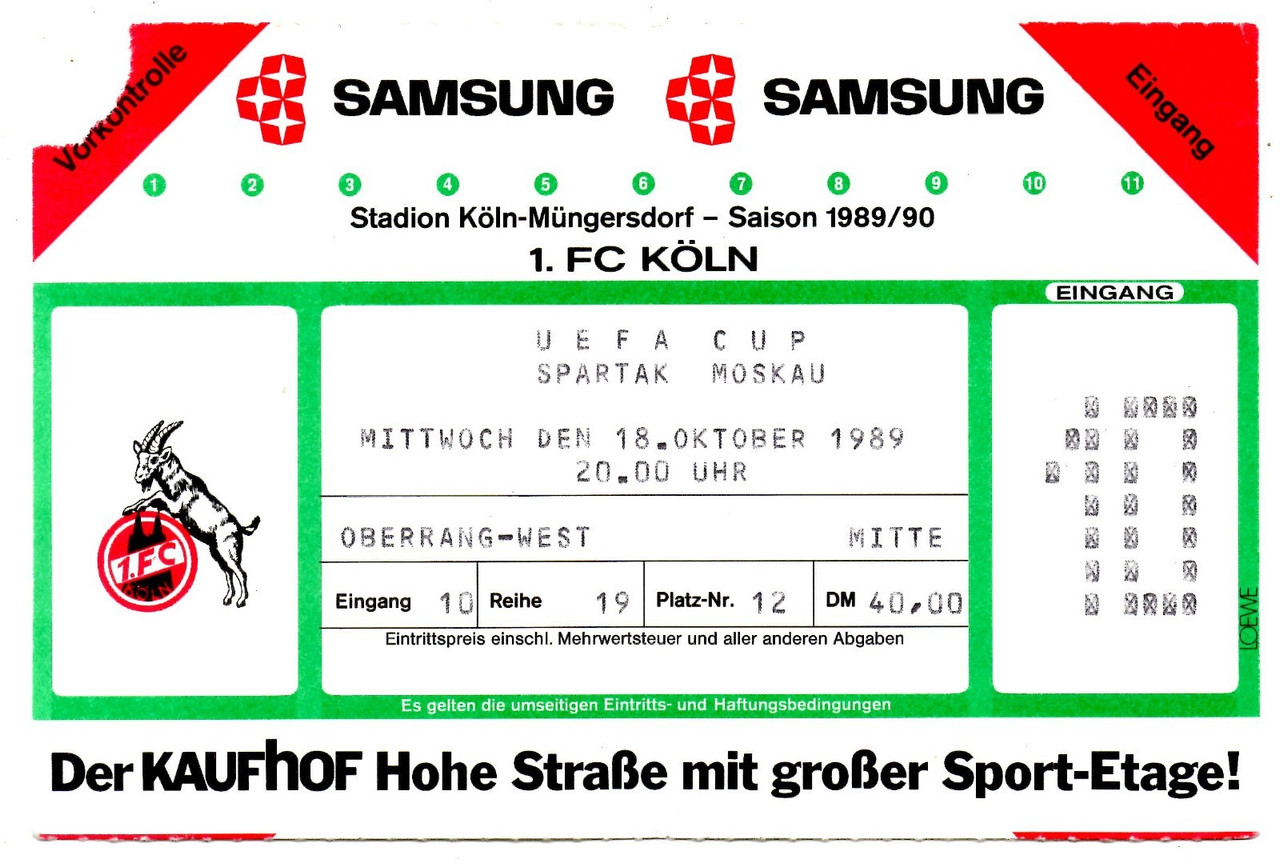 Vorkontrolle
SAMSUNG SAMSUNG
Eingang
1 2 3 4 5 6 7 8 9 10 11
Stadion Köln-Müngersdorf – Saison 1989/90
1. FC KÖLN
EINGANG
UEFA CUP
SPARTAK MOSKAU
MITTWOCH DEN 18.OKTOBER 1989
20.00 UHR
10
1.FC
KÖLN
OBERRANG-WEST MITTE
Eingang 10 Reihe 19 Platz-Nr. 12 DM 40,00
Eintrittspreis einschl. Mehrwertsteuer und aller anderen Abgaben
LOEWE
Es gelten die umseitigen Eintritts- und Haftungsbedingungen
Der KAUFhOF Hohe Straße mit großer Sport-Etage!